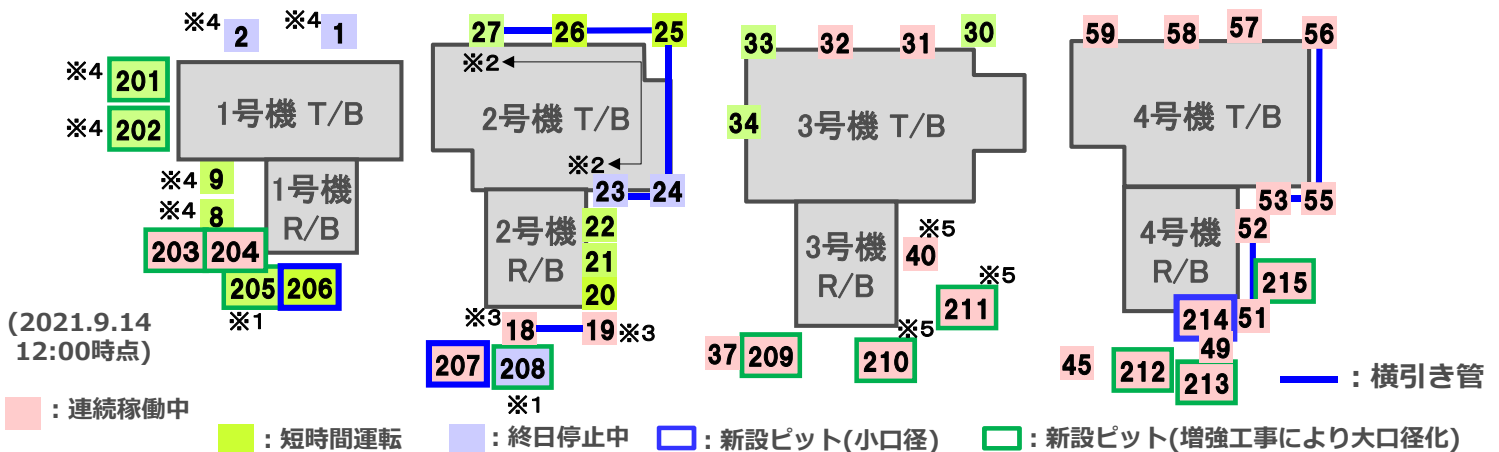 ※4 2 ※4 1
※4 201
※4 202
1号機 T/B
※4 9
※4 8
1号機
R/B
203 204
205 206
※1
27 26 25
※2
2号機 T/B
※2
23 24
2号機
R/B
22
21
20
※3 18 19 ※3
207 208
※1
33 32 31 30
34
3号機 T/B
3号機
R/B
※5
40
※5
211
※5
37 209 210
59 58 57 56
4号機 T/B
53 55
52
4号機
R/B
215
214 51
49
45 212 213
(2021.9.14
12:00時点)
：横引き管
：連続稼働中
：短時間運転 ：終日停止中 ：新設ピット(小口径) ：新設ピット(増強工事により大口径化)